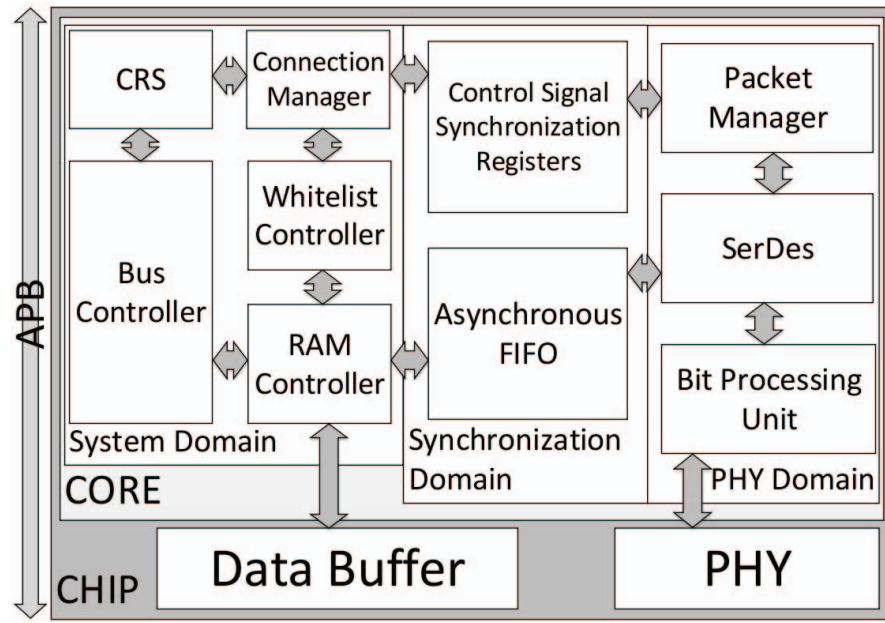 APB
CRS
Connection
Manager
Control Signal
Synchronization
Registers
Packet
Manager
Whitelist
Controller
SerDes
Bus
Controller
RAM
Controller
Asynchronous
FIFO
Bit Processing
Unit
System Domain
Synchronization
Domain
PHY Domain
CORE
Data Buffer
PHY
CHIP